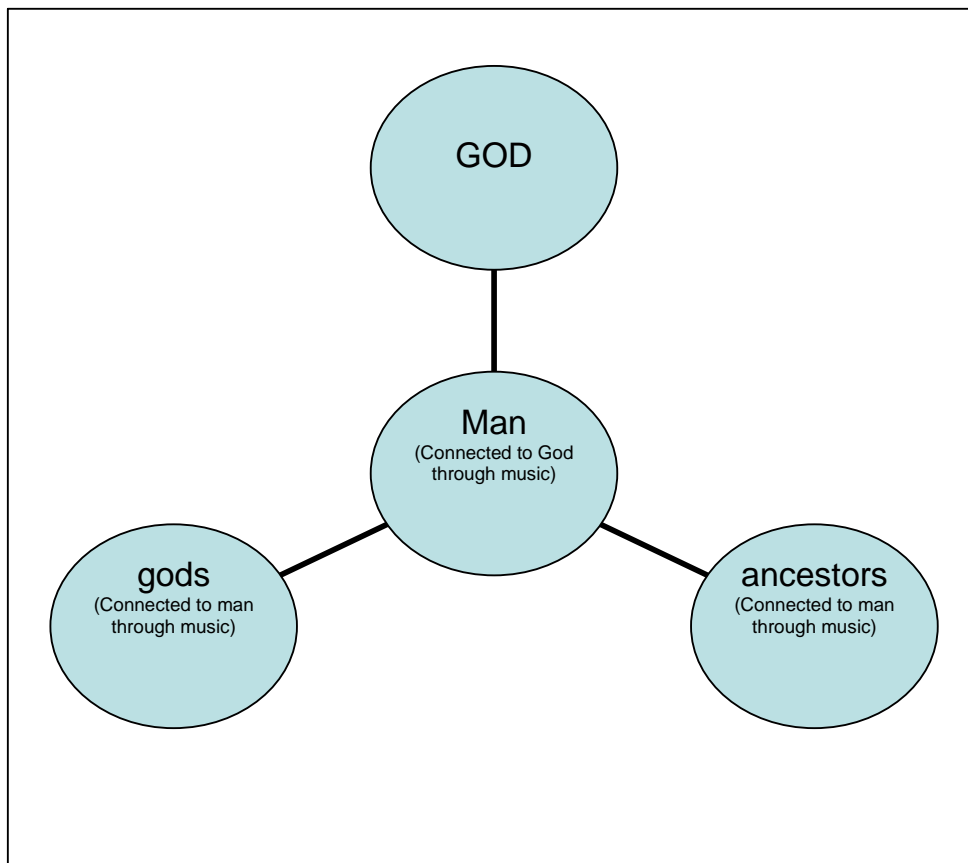 GOD
Man
(Connected to God
through music)
gods
(Connected to man
through music)
ancestors
(Connected to man
through music)